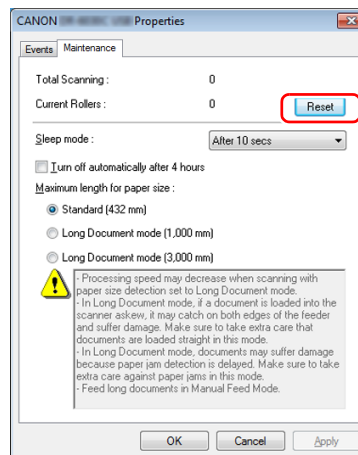 CANON Properties
Events Maintenance
Total Scanning : 0
Current Rollers : 0 Reset
Sleep mode : After 10 secs
Turn off automatically after 4 hours
Maximum length for paper size :
Standard (432 mm)
Long Document mode (1,000 mm)
Long Document mode (3,000 mm)
- Processing speed may decrease when scanning with
paper size detection set to Long Document mode.
- In Long Document mode, if a document is loaded into the
scanner askew, it may catch on both edges of the feeder
and suffer damage. Make sure to take extra care that
documents are loaded straight in this mode.
- In Long Document mode, documents may suffer damage
because paper jam detection is delayed. Make sure to take
extra care against paper jams in this mode.
- Feed long documents in Manual Feed Mode.
OK Cancel Apply